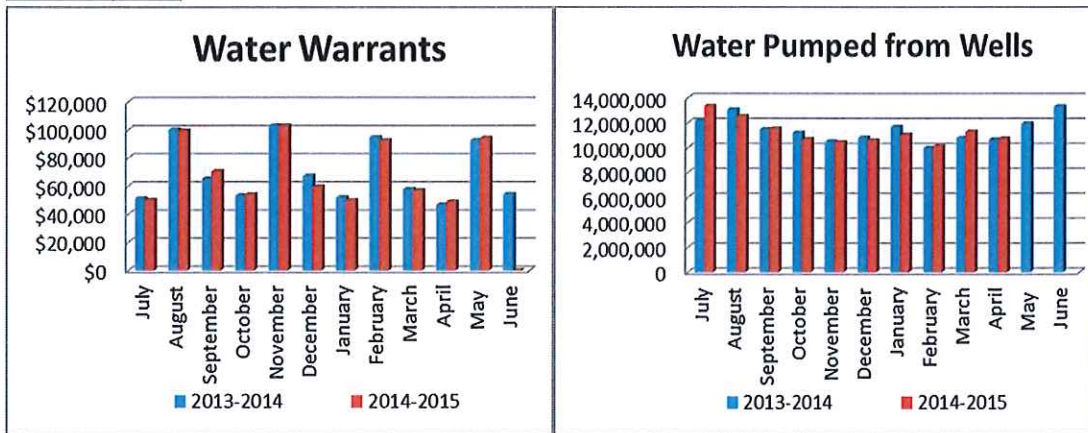 Water Warrants
$120,000
$100,000
$80,000
$60,000
$40,000
$20,000
$0
July
August
September
October
November
December
January
February
March
April
May
June
2013-2014
2014-2015
Water Pumped from Wells
14,000,000
12,000,000
10,000,000
8,000,000
6,000,000
4,000,000
2,000,000
0
July
August
September
October
November
December
January
February
March
April
May
June
2013-2014
2014-2015